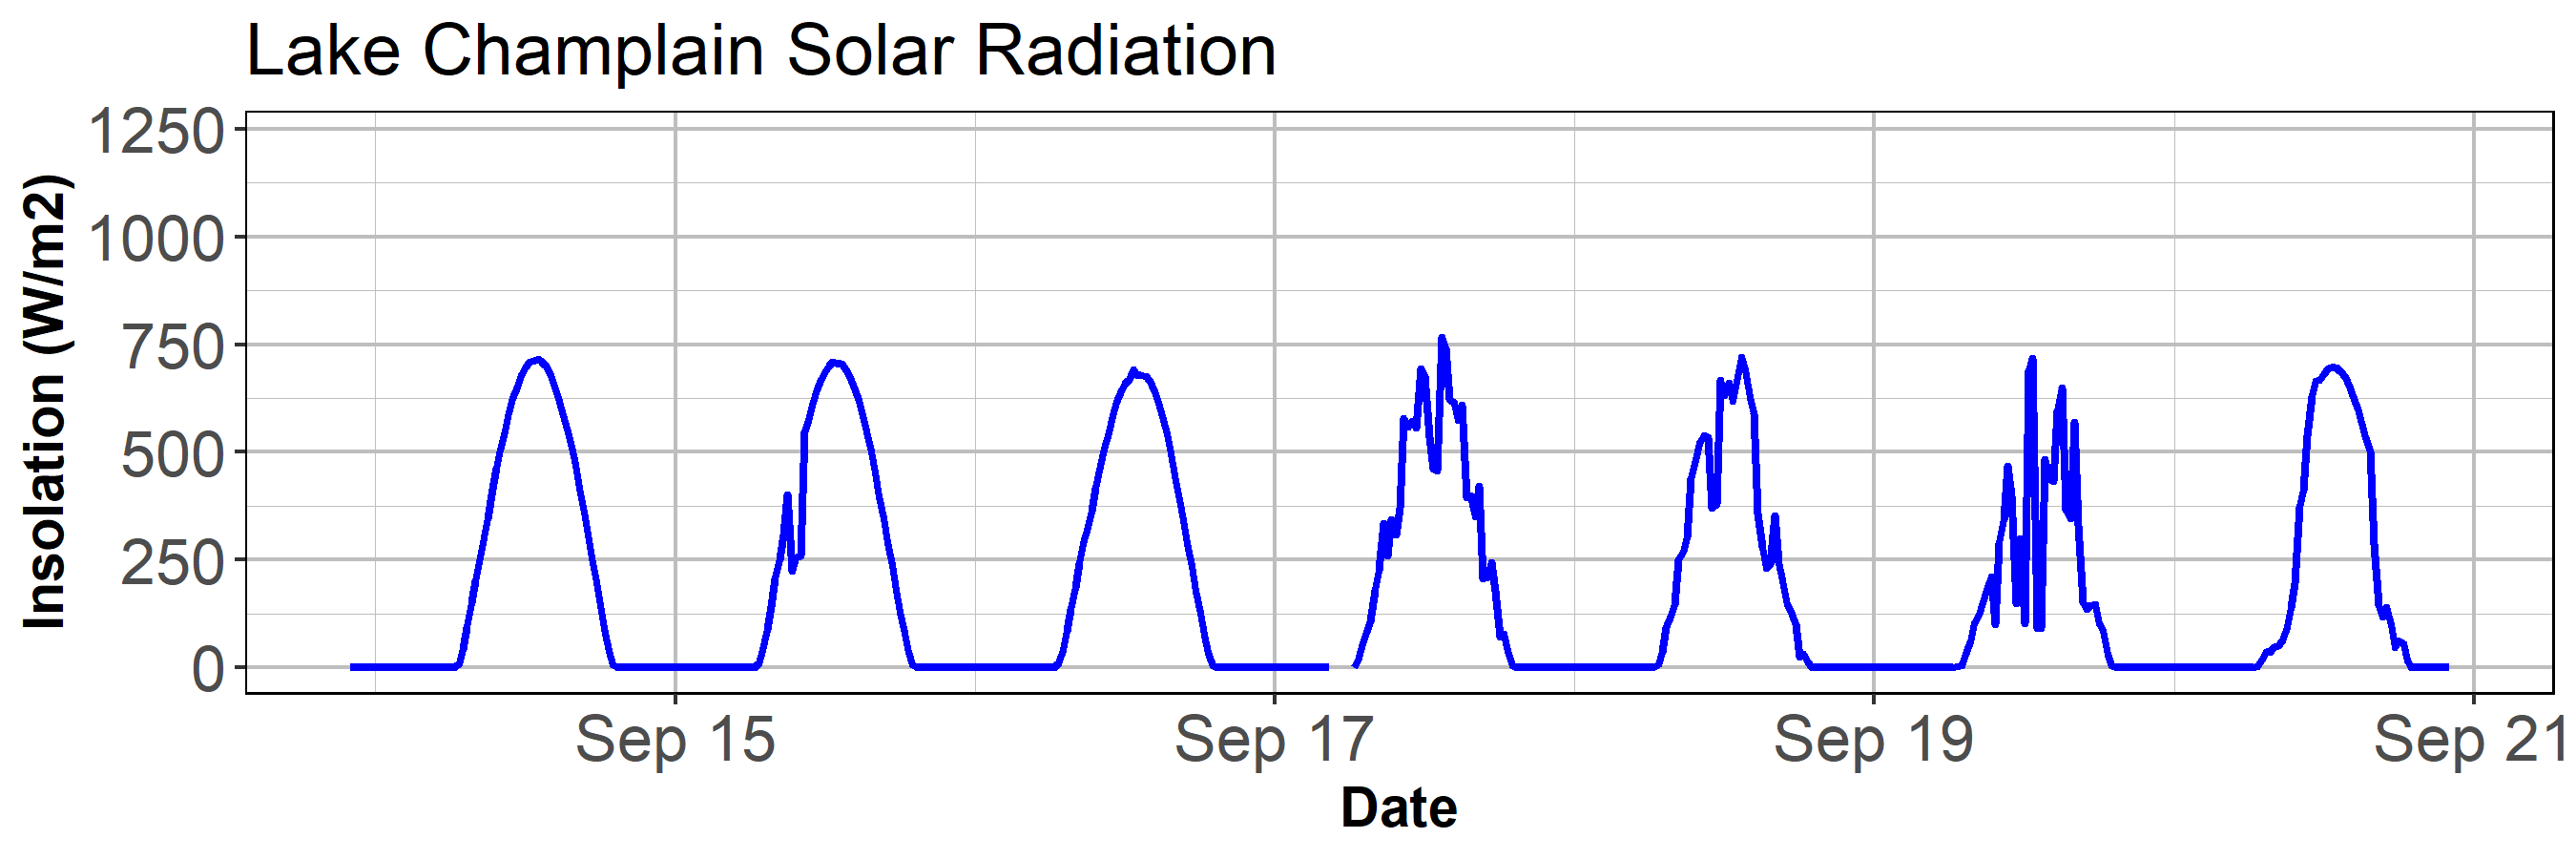 Lake Champlain Solar Radiation
1250
1000
750
500
250
0
Insolation (W/m2)
Sep 15
Sep 17
Sep 19
Sep 21
Date